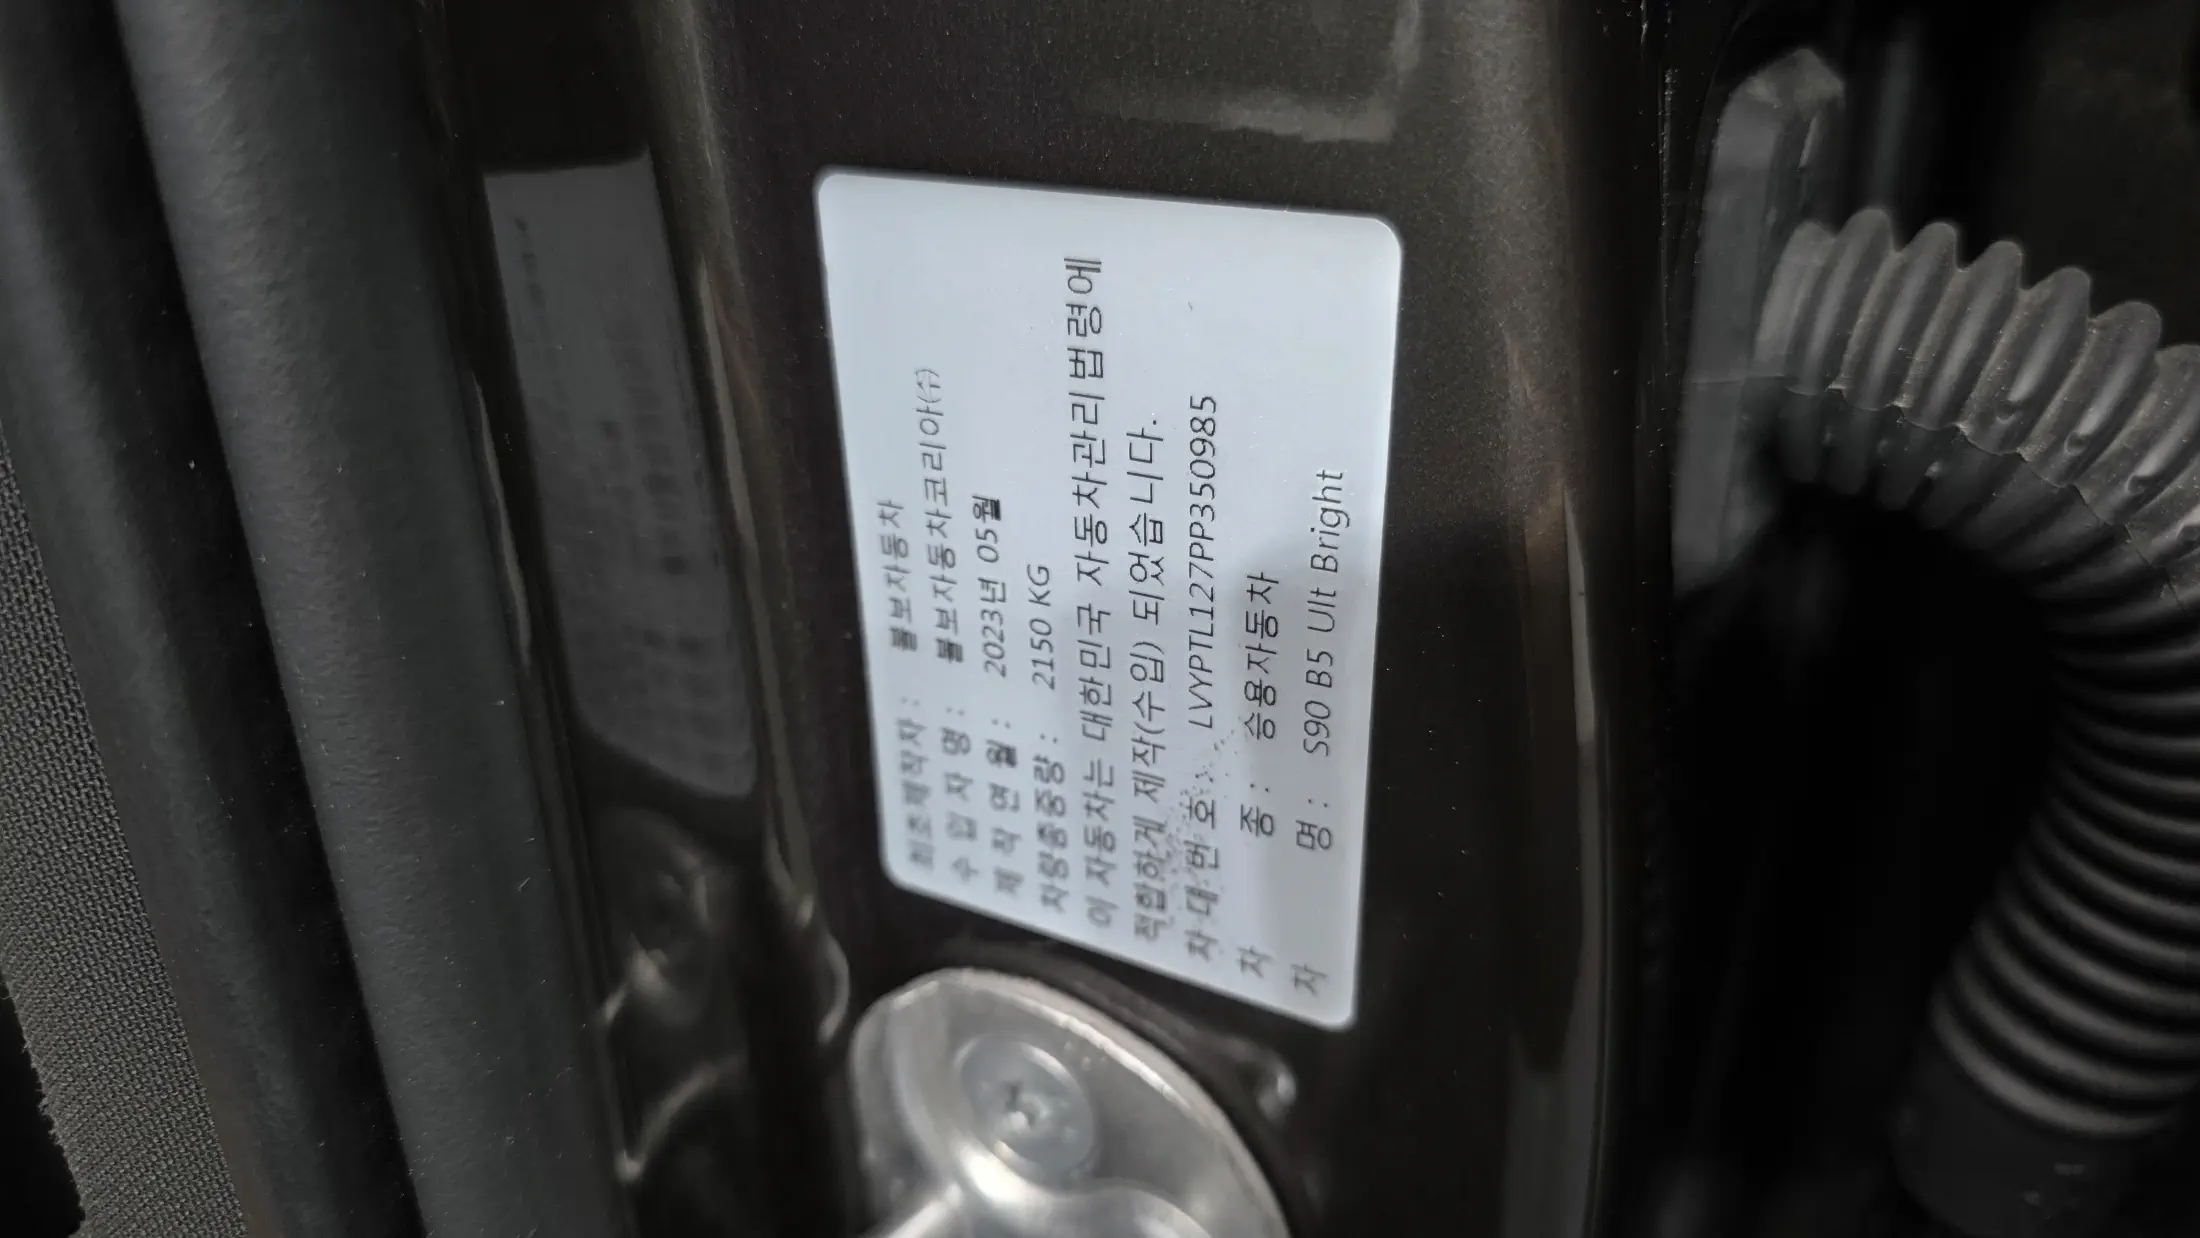 최초제작자 : 볼보자동차
수 입 자 명 : 볼보자동차코리아(수)
제 작 연 월 : 2023년 05월
차량총중량 : 2150 KG
이 자동차는 대한민국 자동차관리법령에
적합하게 제작(수입) 되었습니다.
차 대 번 호 : LVYPTL127PP350985
차 종 : 승용자동차
차 명 : S90 B5 Ult Bright